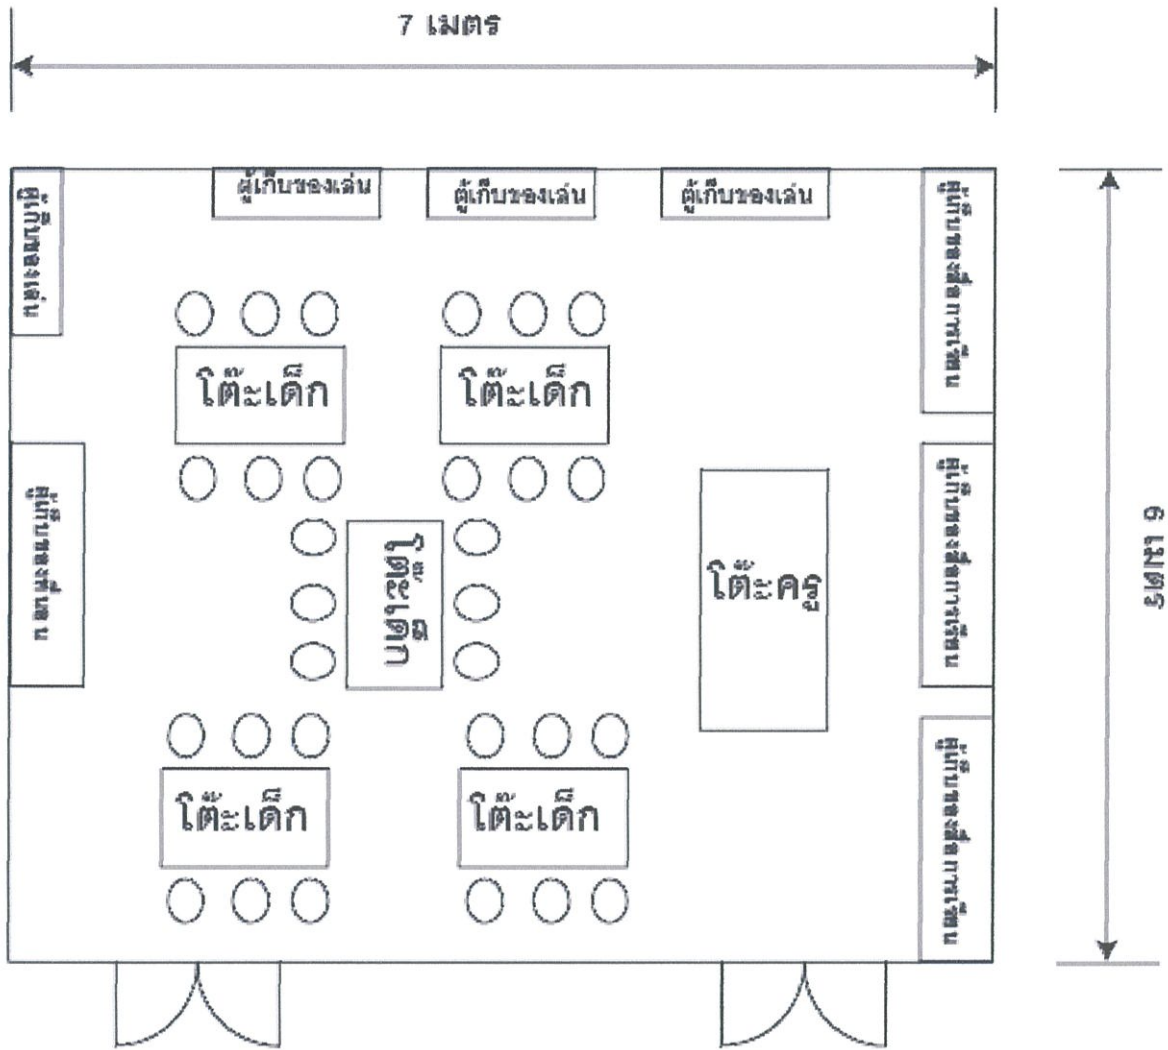 7 เมตร
ตู้เก็บของเล่น
ตู้เก็บของเล่น
ตู้เก็บของเล่น
ตู้เก็บของเล่น
ตู้เก็บของสื่อการเรียน
โต๊ะเด็ก
โต๊ะเด็ก
ตู้เก็บของที่นอน
โต๊ะเด็ก
โต๊ะครู
ตู้เก็บของสื่อการเรียน
6 เมตร
โต๊ะเด็ก
โต๊ะเด็ก
ตู้เก็บของสื่อการเรียน